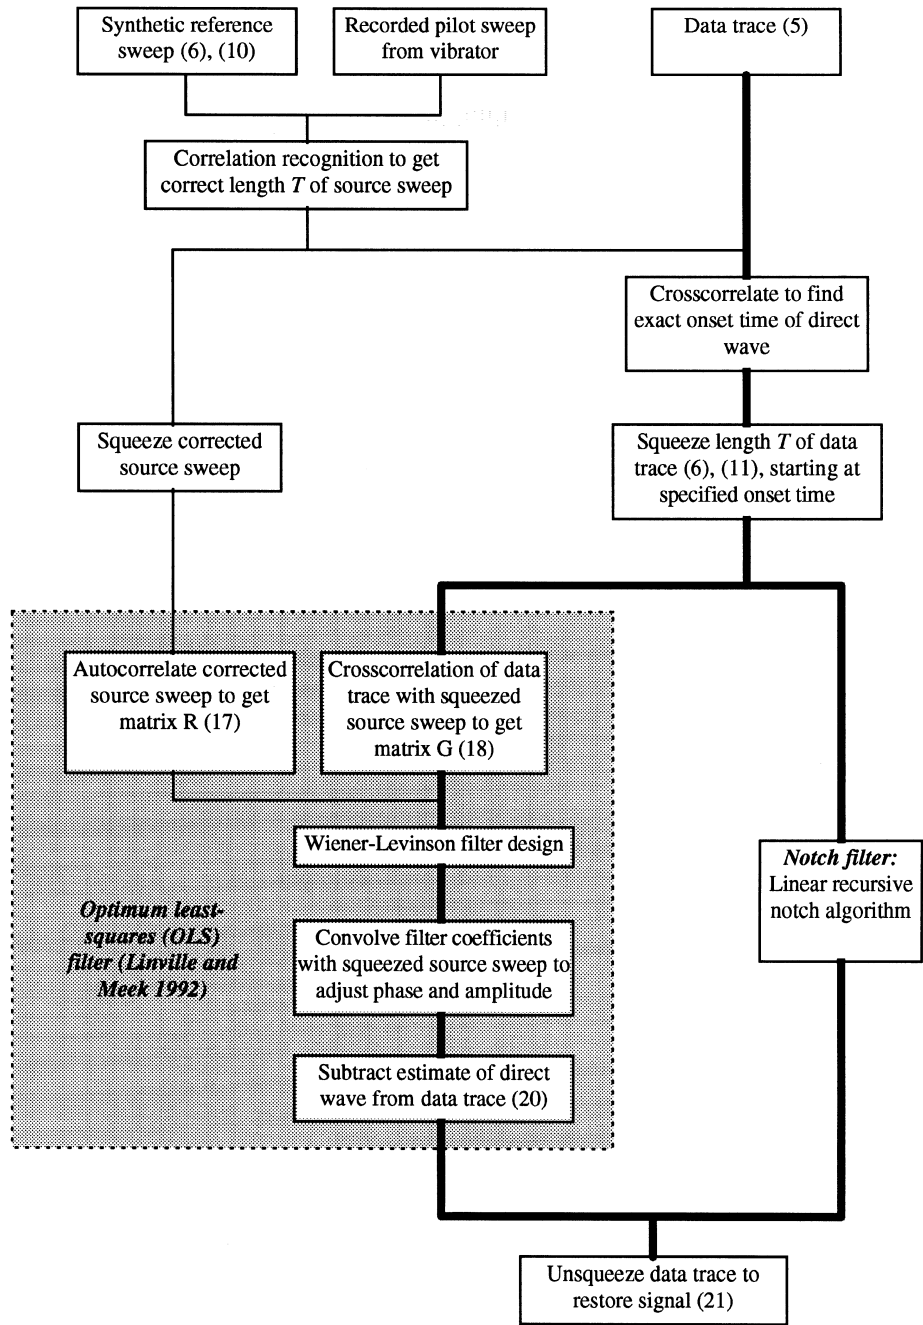 Synthetic reference
sweep (6), (10)
Recorded pilot sweep
from vibrator
Data trace (5)
Correlation recognition to get
correct length T of source sweep
Crosscorrelate to find
exact onset time of direct
wave
Squeeze corrected
source sweep
Squeeze length T of data
trace (6), (11), starting at
specified onset time
Autocorrelate corrected
source sweep to get
matrix R (17)
Crosscorrelation of data
trace with squeezed
source sweep to get
matrix G (18)
Wiener-Levinson filter design
Notch filter:
Linear recursive
notch algorithm
Optimum least-
squares (OLS)
filter (Linville and
Meek 1992)
Convolve filter coefficients
with squeezed source sweep to
adjust phase and amplitude
Subtract estimate of direct
wave from data trace (20)
Unsqueeze data trace to
restore signal (21)